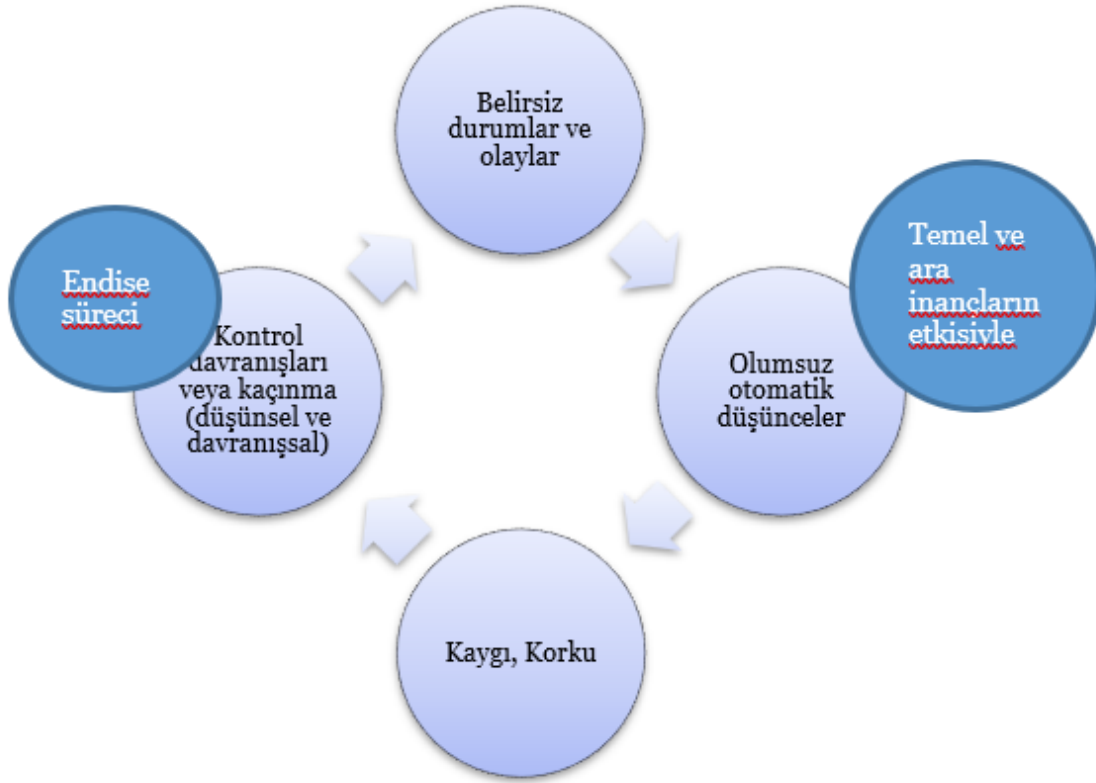 Belirsiz
durumlar ve
olaylar
Temel ve
ara
inançların
etkisiyle
Olumsuz
otomatik
düşünceler
Kaygı, Korku
Endise
süreci
Kontrol
davranışları
veya kaçınma
(düşünsel ve
davranışsal)